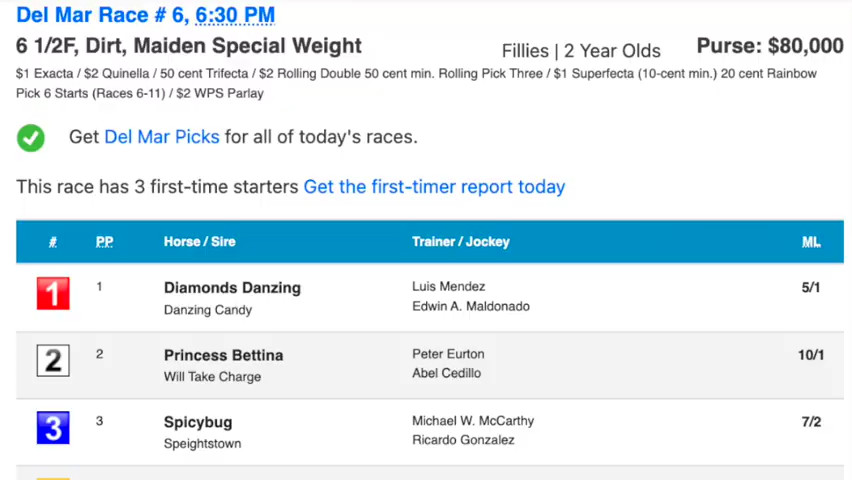 Del Mar Race # 6, 6:30 PM
6 1/2F, Dirt, Maiden Special Weight
Fillies | 2 Year Olds
Purse: $80,000
$1 Exacta / $2 Quinella / 50 cent Trifecta / $2 Rolling Double 50 cent min. Rolling Pick Three / $1 Superfecta (10-cent min.) 20 cent Rainbow
Pick 6 Starts (Races 6-11) / $2 WPS Parlay
Get Del Mar Picks for all of today's races.
This race has 3 first-time starters Get the first-timer report today
# PP Horse / Sire Trainer / Jockey ML
1 1 Diamonds Danzing Luis Mendez 5/1
Danzing Candy Edwin A. Maldonado
2 2 Princess Bettina Peter Eurton 10/1
Will Take Charge Abel Cedillo
3 3 Spicybug Michael W. McCarthy 7/2
Speightstown Ricardo Gonzalez